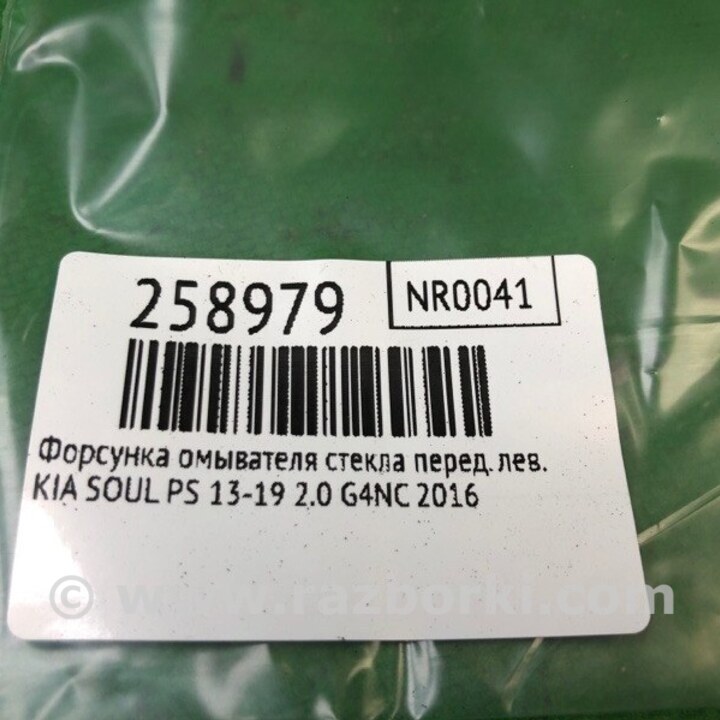 258979
NR0041
Форсунка омывателя стекла перед. лев.
KIA SOUL PS 13-19 2.0 G4NC 2016
© www.razborki.com